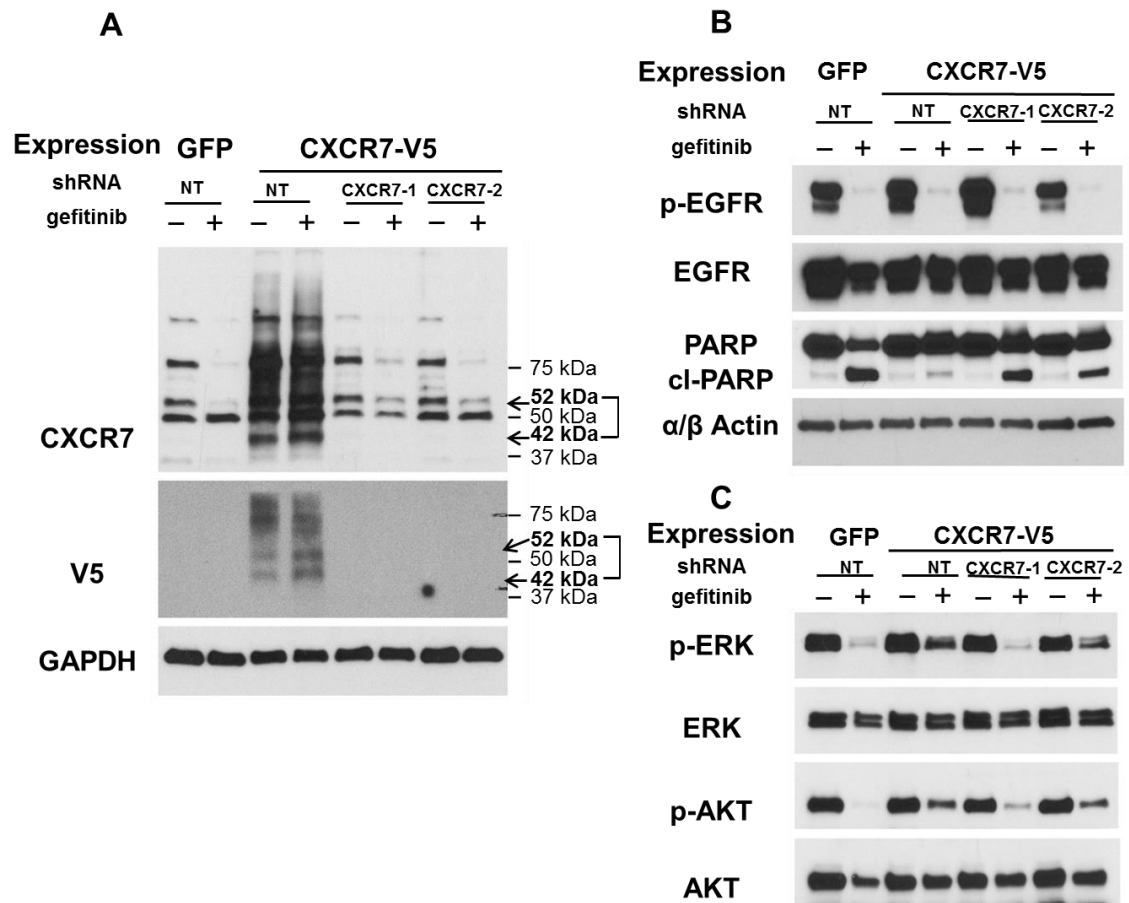 A
Expression GFP CXCR7-V5
shRNA NT NT CXCR7-1 CXCR7-2
gefitinib – + – + – + – +
CXCR7
75 kDa
52 kDa
50 kDa
42 kDa
37 kDa
V5
75 kDa
52 kDa
50 kDa
42 kDa
37 kDa
GAPDH
B
Expression GFP CXCR7-V5
shRNA NT NT CXCR7-1 CXCR7-2
gefitinib – + – + – + – +
p-EGFR
EGFR
PARP
cl-PARP
α/β Actin
C
Expression GFP CXCR7-V5
shRNA NT NT CXCR7-1 CXCR7-2
gefitinib – + – + – + – +
p-ERK
ERK
p-AKT
AKT